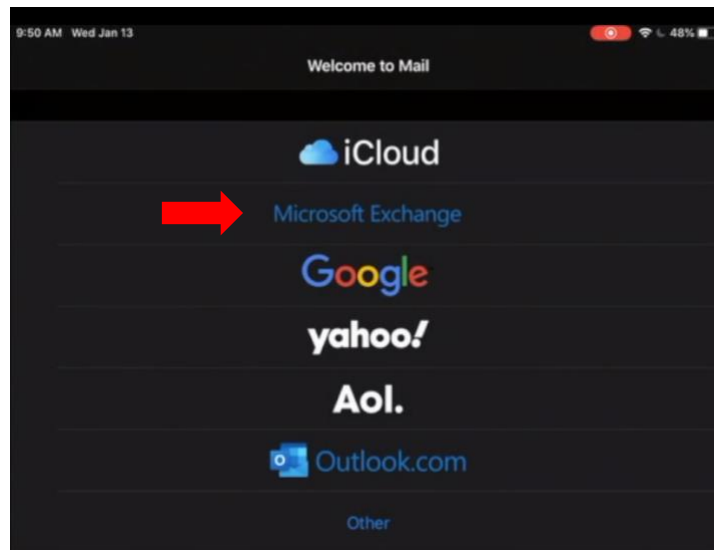 9:50 AM Wed Jan 13 48%
Welcome to Mail
iCloud
Microsoft Exchange
Google
yahoo!
Aol.
Outlook.com
Other